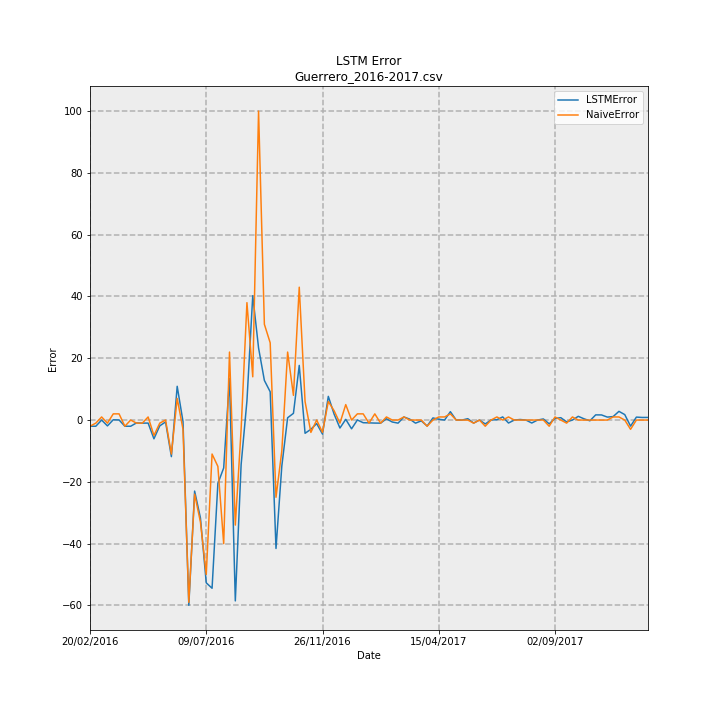 LSTM Error
Guerrero_2016-2017.csv
LSTMError
NaiveError
100
80
60
40
20
0
−20
−40
−60
Error
20/02/2016
09/07/2016
26/11/2016
15/04/2017
02/09/2017
Date